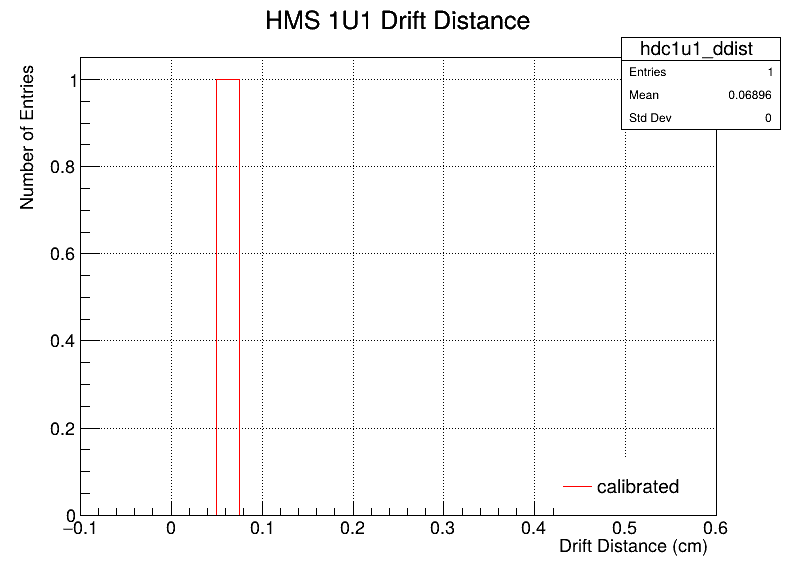 HMS 1U1 Drift Distance
hdc1u1_ddist
Entries 1
Mean 0.06896
Std Dev 0
Number of Entries
1
0.8
0.6
0.4
0.2
0
calibrated
−0.1 0 0.1 0.2 0.3 0.4 0.5 0.6
Drift Distance (cm)